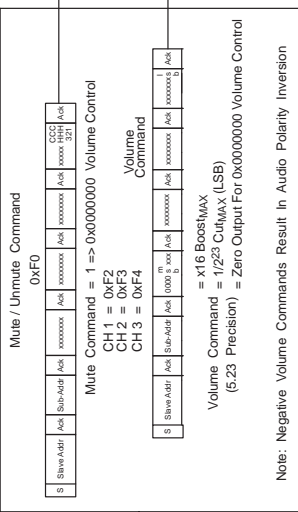 Mute / Unmute Command
0xF0
S Slave Addr Ack Sub-Addr Ack xxxxxxxx Ack xxxxxxxx Ack xxxxxxxx Ack xxxxx CCC HHH 321 Ack
Mute Command = 1 => 0x0000000 Volume Control
CH 1 = 0xF2
CH 2 = 0xF3
CH 3 = 0xF4
Volume
Command
S Slave Addr Ack Sub-Addr Ack 0000 m s b xxx Ack xxxxxxxx Ack xxxxxxxx Ack xxxxxxxx l s b Ack
= x16 BoostMAX
Volume Command = 1/2²³ CutMAX (LSB)
(5.23 Precision) = Zero Output For 0x0000000 Volume Control
Note: Negative Volume Commands Result In Audio Polarity Inversion